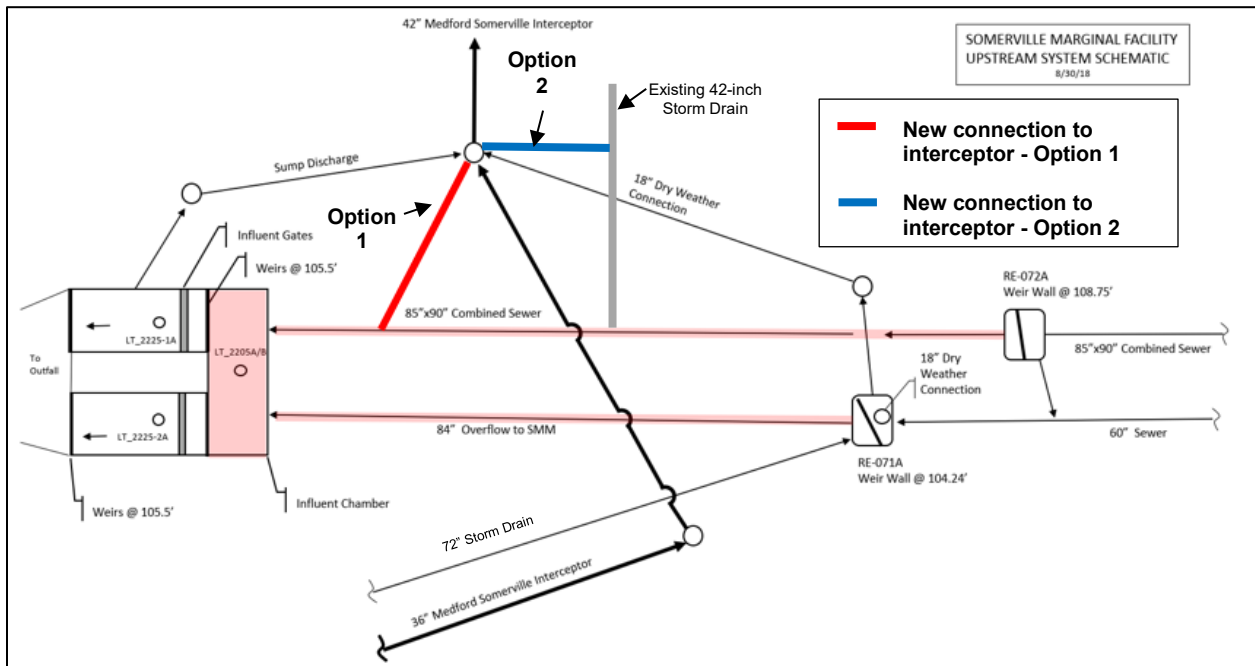 42” Medford Somerville Interceptor
SOMERVILLE MARGINAL FACILITY
UPSTREAM SYSTEM SCHEMATIC
8/30/18
Option
2
Existing 42-inch
Storm Drain
New connection to
interceptor - Option 1
New connection to
interceptor - Option 2
Sump Discharge
18” Dry Weather
Connection
Option
1
Influent Gates
Weirs @ 105.5’
RE-072A
Weir Wall @ 108.75’
85”x90” Combined Sewer
LT_2225-1A
LT_2205A/B
To
Outfall
85”x90” Combined Sewer
18” Dry
Weather
Connection
LT_2225-2A
84” Overflow to SMM
60” Sewer
RE-071A
Weir Wall @ 104.24’
Weirs @ 105.5’
Influent Chamber
72” Storm Drain
36” Medford Somerville Interceptor